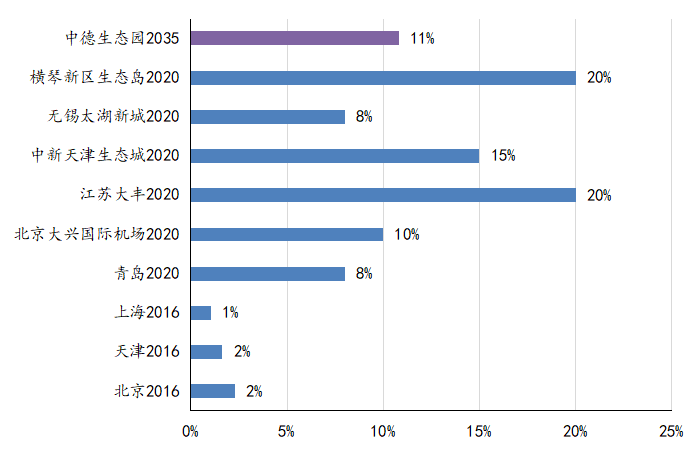 中德生态园2035
11%
横琴新区生态岛2020
20%
无锡太湖新城2020
8%
中新天津生态城2020
15%
江苏大丰2020
20%
北京大兴国际机场2020
10%
青岛2020
8%
上海2016
1%
天津2016
2%
北京2016
2%
0% 5% 10% 15% 20% 25%